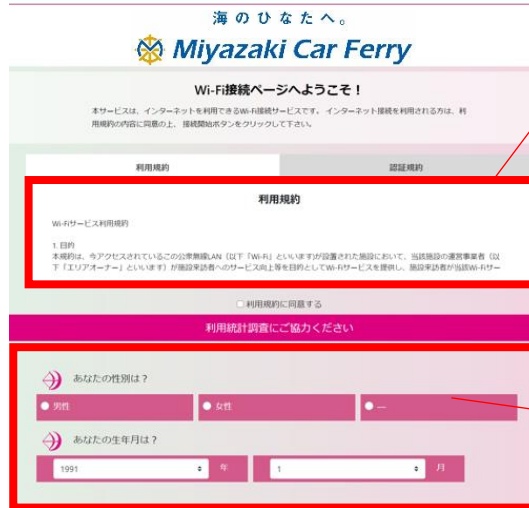 海のひなたへ。
Miyazaki Car Ferry
Wi-Fi接続ページへようこそ！
本サービスは、インターネットを利用できるWi-Fi接続サービスです。 インターネット接続を利用される方は、利
用規約の内容に同意の上、 接続開始ボタンをクリックして下さい。
利用規約
認証規約
利用規約
Wi-Fiサービス利用規約
1. 目的
本規約は、今アクセスされているこの公衆無線LAN（以下「Wi-Fi」といいます)が設置された施設において、当該施設の運営事業者（以
下「エリアオーナー」といいます）が施設来訪者へのサービス向上等を目的としてWi-Fiサービスを提供し、施設来訪者が当該Wi-Fiサー
利用規約に同意する
利用統計調査にご協力ください
あなたの性別は？
男性
女性
―
あなたの生年月は？
1991
年
1
月